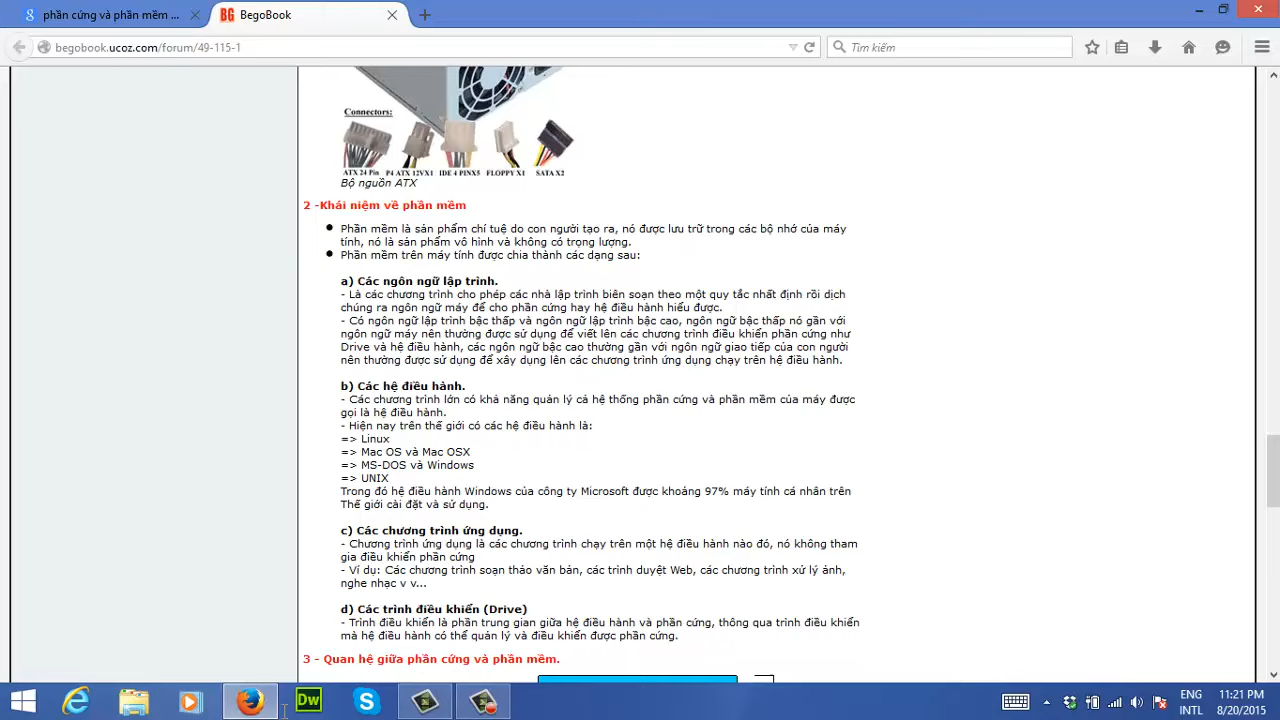 phần cứng và phần mềm ...
BG BegoBook
begobook.ucoz.com/forum/49-115-1
Tìm kiếm
Connectors:
ATX 24 Pin P4 ATX 12VX1 IDE 4 PINX5 FLOPPY X1 SATA X2
Bộ nguồn ATX
2 -Khái niệm về phần mềm
Phần mềm là sản phẩm chí tuệ do con người tạo ra, nó được lưu trữ trong các bộ nhớ của máy
tính, nó là sản phẩm vô hình và không có trọng lượng.
Phần mềm trên máy tính được chia thành các dạng sau:
a) Các ngôn ngữ lập trình.
- Là các chương trình cho phép các nhà lập trình biên soạn theo một quy tắc nhất định rồi dịch
chúng ra ngôn ngữ máy để cho phần cứng hay hệ điều hành hiểu được.
- Có ngôn ngữ lập trình bậc thấp và ngôn ngữ lập trình bậc cao, ngôn ngữ bậc thấp nó gần với
ngôn ngữ máy nên thường được sử dụng để viết lên các chương trình điều khiển phần cứng như
Drive và hệ điều hành, các ngôn ngữ bậc cao thường gần với ngôn ngữ giao tiếp của con người
nên thường được sử dụng để xây dựng lên các chương trình ứng dụng chạy trên hệ điều hành.
b) Các hệ điều hành.
- Các chương trình lớn có khả năng quản lý cả hệ thống phần cứng và phần mềm của máy được
gọi là hệ điều hành.
- Hiện nay trên thế giới có các hệ điều hành là:
=> Linux
=> Mac OS và Mac OSX
=> MS-DOS và Windows
=> UNIX
Trong đó hệ điều hành Windows của công ty Microsoft được khoảng 97% máy tính cá nhân trên
Thế giới cài đặt và sử dụng.
c) Các chương trình ứng dụng.
- Chương trình ứng dụng là các chương trình chạy trên một hệ điều hành nào đó, nó không tham
gia điều khiển phần cứng
- Ví dụ: Các chương trình soạn thảo văn bản, các trình duyệt Web, các chương trình xử lý ảnh,
nghe nhạc v v...
d) Các trình điều khiển (Drive)
- Trình điều khiển là phần trung gian giữa hệ điều hành và phần cứng, thông qua trình điều khiển
mà hệ điều hành có thể quản lý và điều khiển được phần cứng.
3 - Quan hệ giữa phần cứng và phần mềm.
Dw
ENG 11:21 PM
INTL 8/20/2015